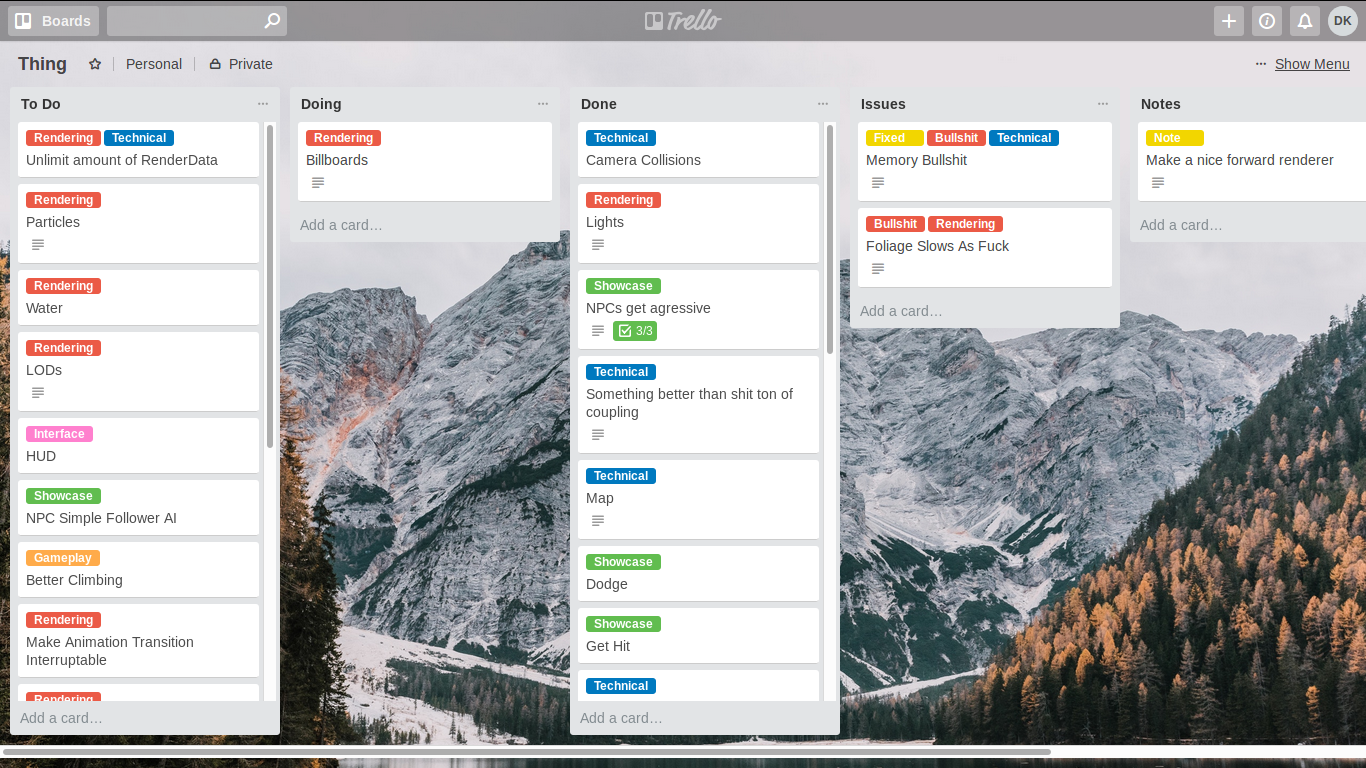 Boards
Trello
DK
Thing
Personal
Private
Show Menu
To Do
Rendering Technical
Unlimit amount of RenderData
Rendering
Particles
Rendering
Water
Rendering
LODs
Interface
HUD
Showcase
NPC Simple Follower AI
Gameplay
Better Climbing
Rendering
Make Animation Transition
Interruptable
Rendering
Add a card…
Doing
Rendering
Billboards
Add a card…
Done
Technical
Camera Collisions
Rendering
Lights
Showcase
NPCs get agressive
3/3
Technical
Something better than shit ton of
coupling
Technical
Map
Showcase
Dodge
Showcase
Get Hit
Technical
Add a card…
Issues
Fixed Bullshit Technical
Memory Bullshit
Bullshit Rendering
Foliage Slows As Fuck
Add a card…
Notes
Note
Make a nice forward renderer
Add a card…